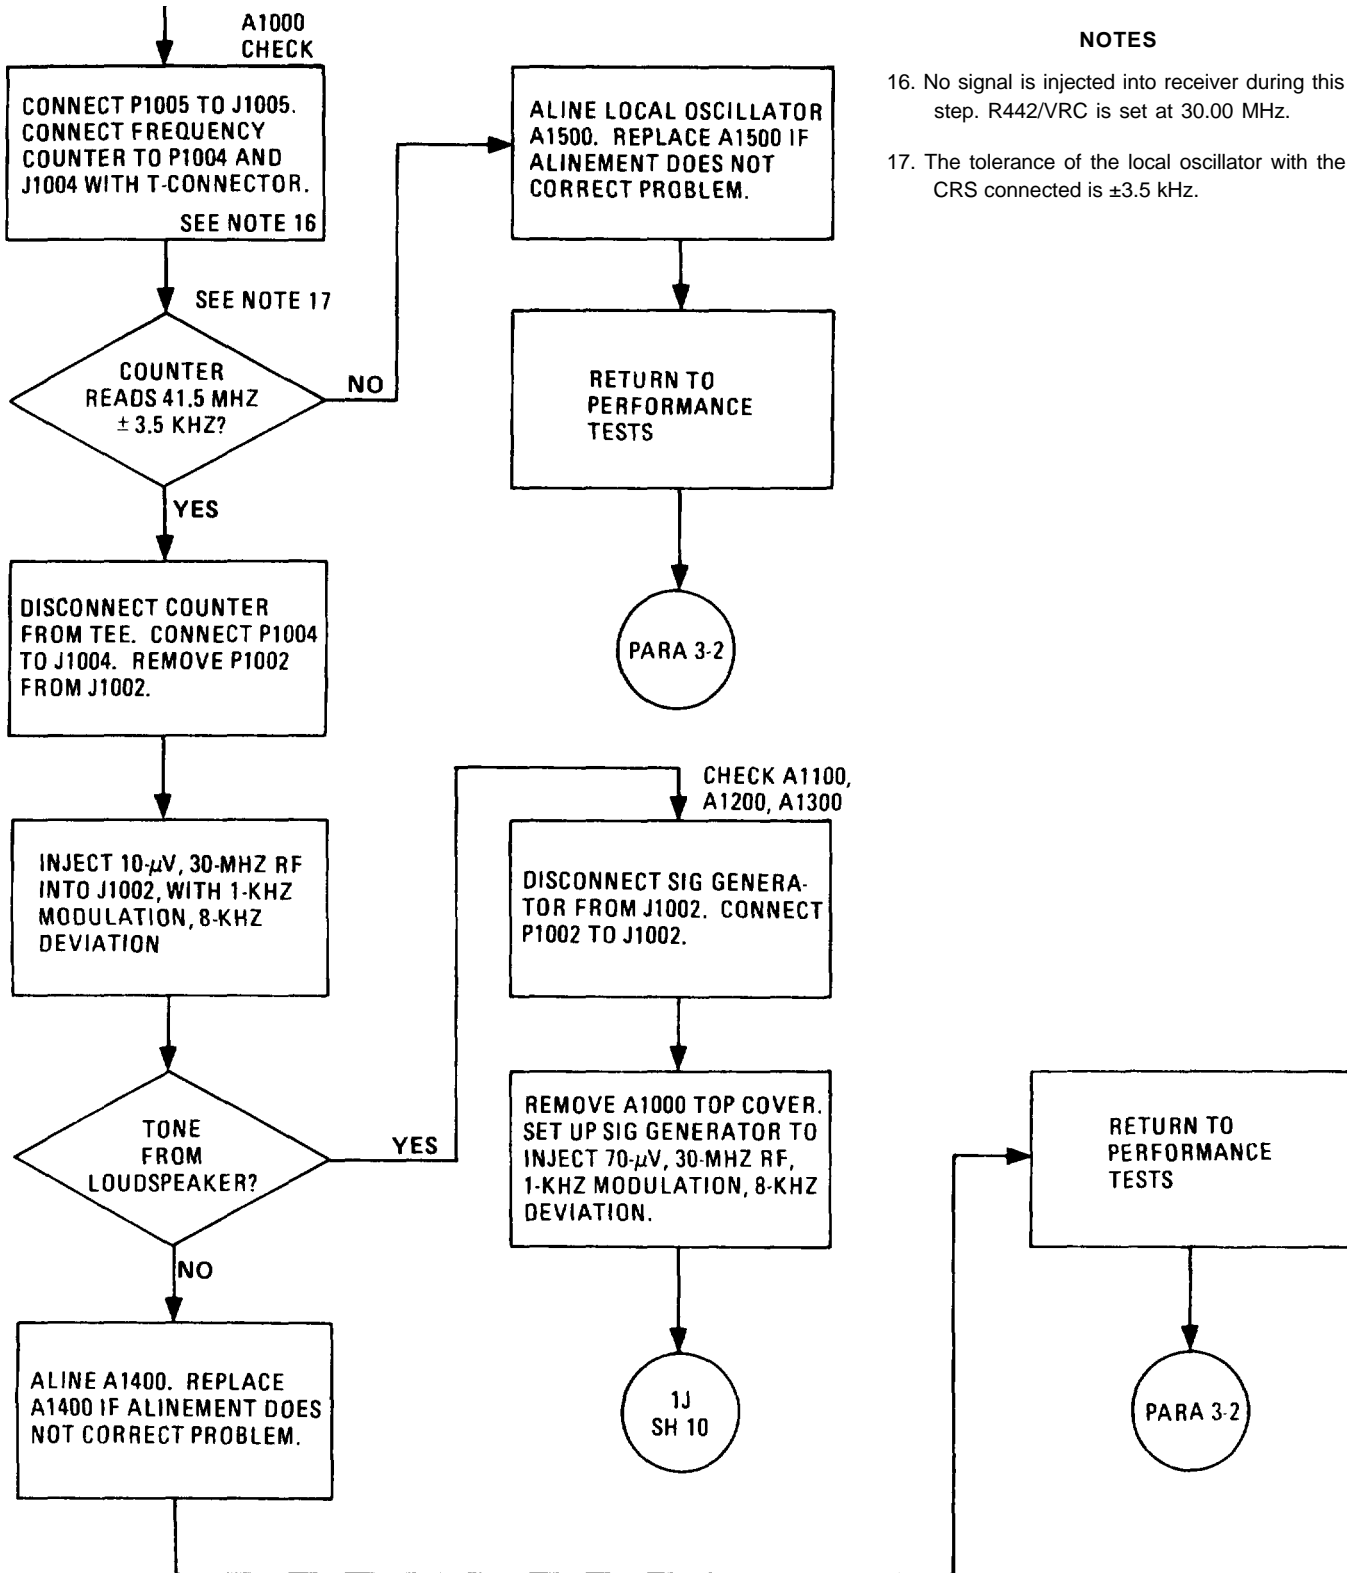 A1000
CHECK
CONNECT P1005 TO J1005.
CONNECT FREQUENCY
COUNTER TO P1004 AND
J1004 WITH T-CONNECTOR.
SEE NOTE 16
SEE NOTE 17
COUNTER
READS 41.5 MHZ
± 3.5 KHZ?
NO
YES
ALINE LOCAL OSCILLATOR
A1500. REPLACE A1500 IF
ALINEMENT DOES NOT
CORRECT PROBLEM.
RETURN TO
PERFORMANCE
TESTS
PARA 3-2
DISCONNECT COUNTER
FROM TEE. CONNECT P1004
TO J1004. REMOVE P1002
FROM J1002.
INJECT 10-µV, 30-MHZ RF
INTO J1002, WITH 1-KHZ
MODULATION, 8-KHZ
DEVIATION
TONE
FROM
LOUDSPEAKER?
YES
NO
CHECK A1100,
A1200, A1300
DISCONNECT SIG GENERA-
TOR FROM J1002. CONNECT
P1002 TO J1002.
REMOVE A1000 TOP COVER.
SET UP SIG GENERATOR TO
INJECT 70-µV, 30-MHZ RF,
1-KHZ MODULATION, 8-KHZ
DEVIATION.
1J
SH 10
ALINE A1400. REPLACE
A1400 IF ALINEMENT DOES
NOT CORRECT PROBLEM.
RETURN TO
PERFORMANCE
TESTS
PARA 3-2
NOTES
16. No signal is injected into receiver during this
step. R442/VRC is set at 30.00 MHz.
17. The tolerance of the local oscillator with the
CRS connected is ±3.5 kHz.